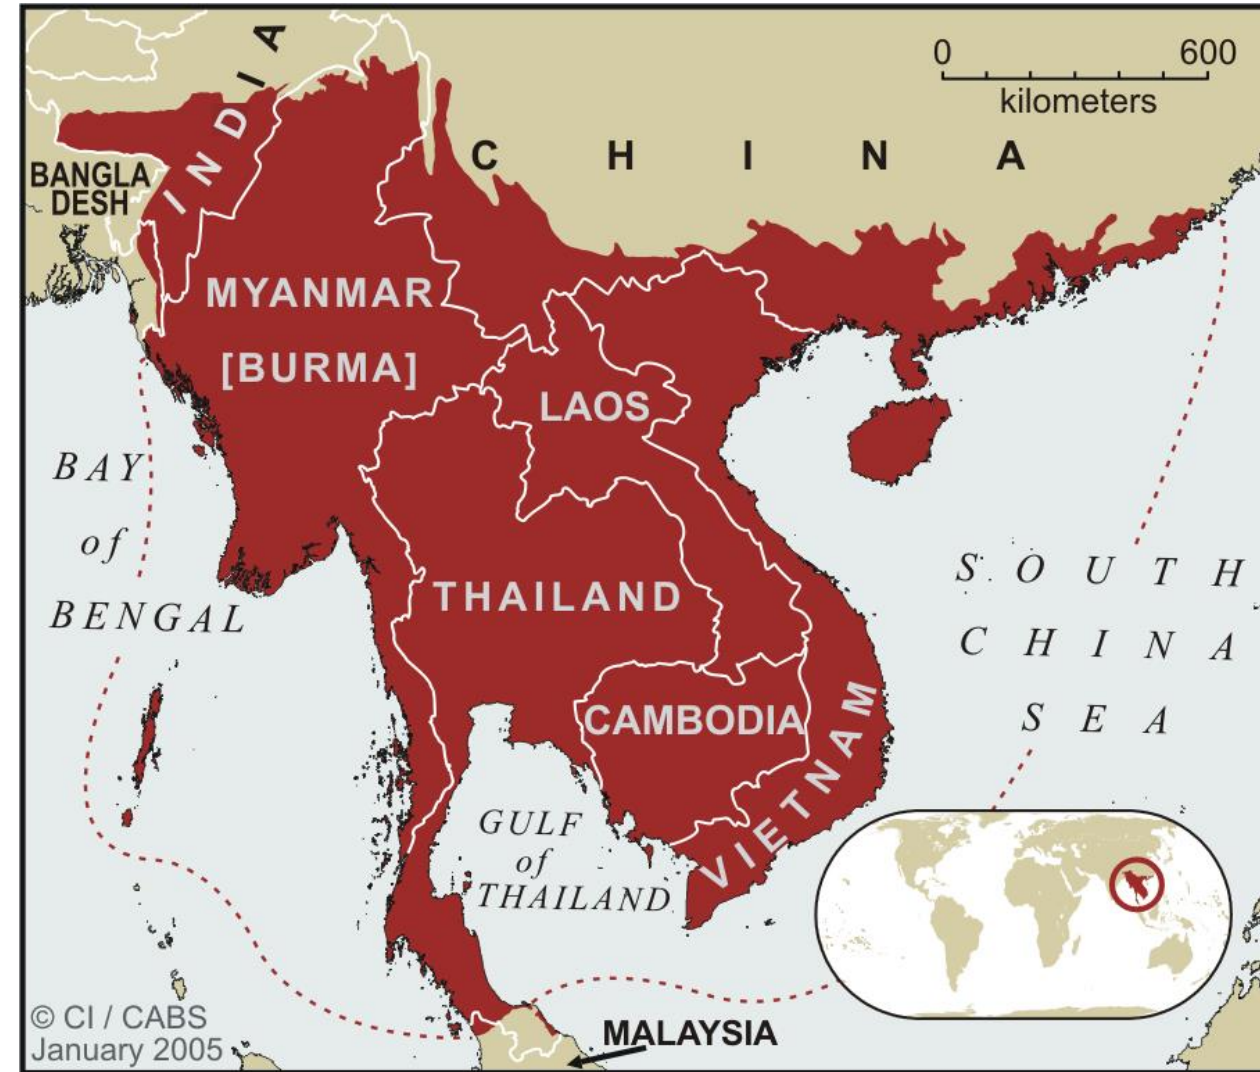 INDIA
0 600
kilometers
CHINA
BANGLA
DESH
MYANMAR
[BURMA]
LAOS
BAY
of
BENGAL
THAILAND
SOUTH
CHINA
SEA
CAMBODIA
VIETNAM
GULF
of
THAILAND
© CI / CABS
January 2005
MALAYSIA